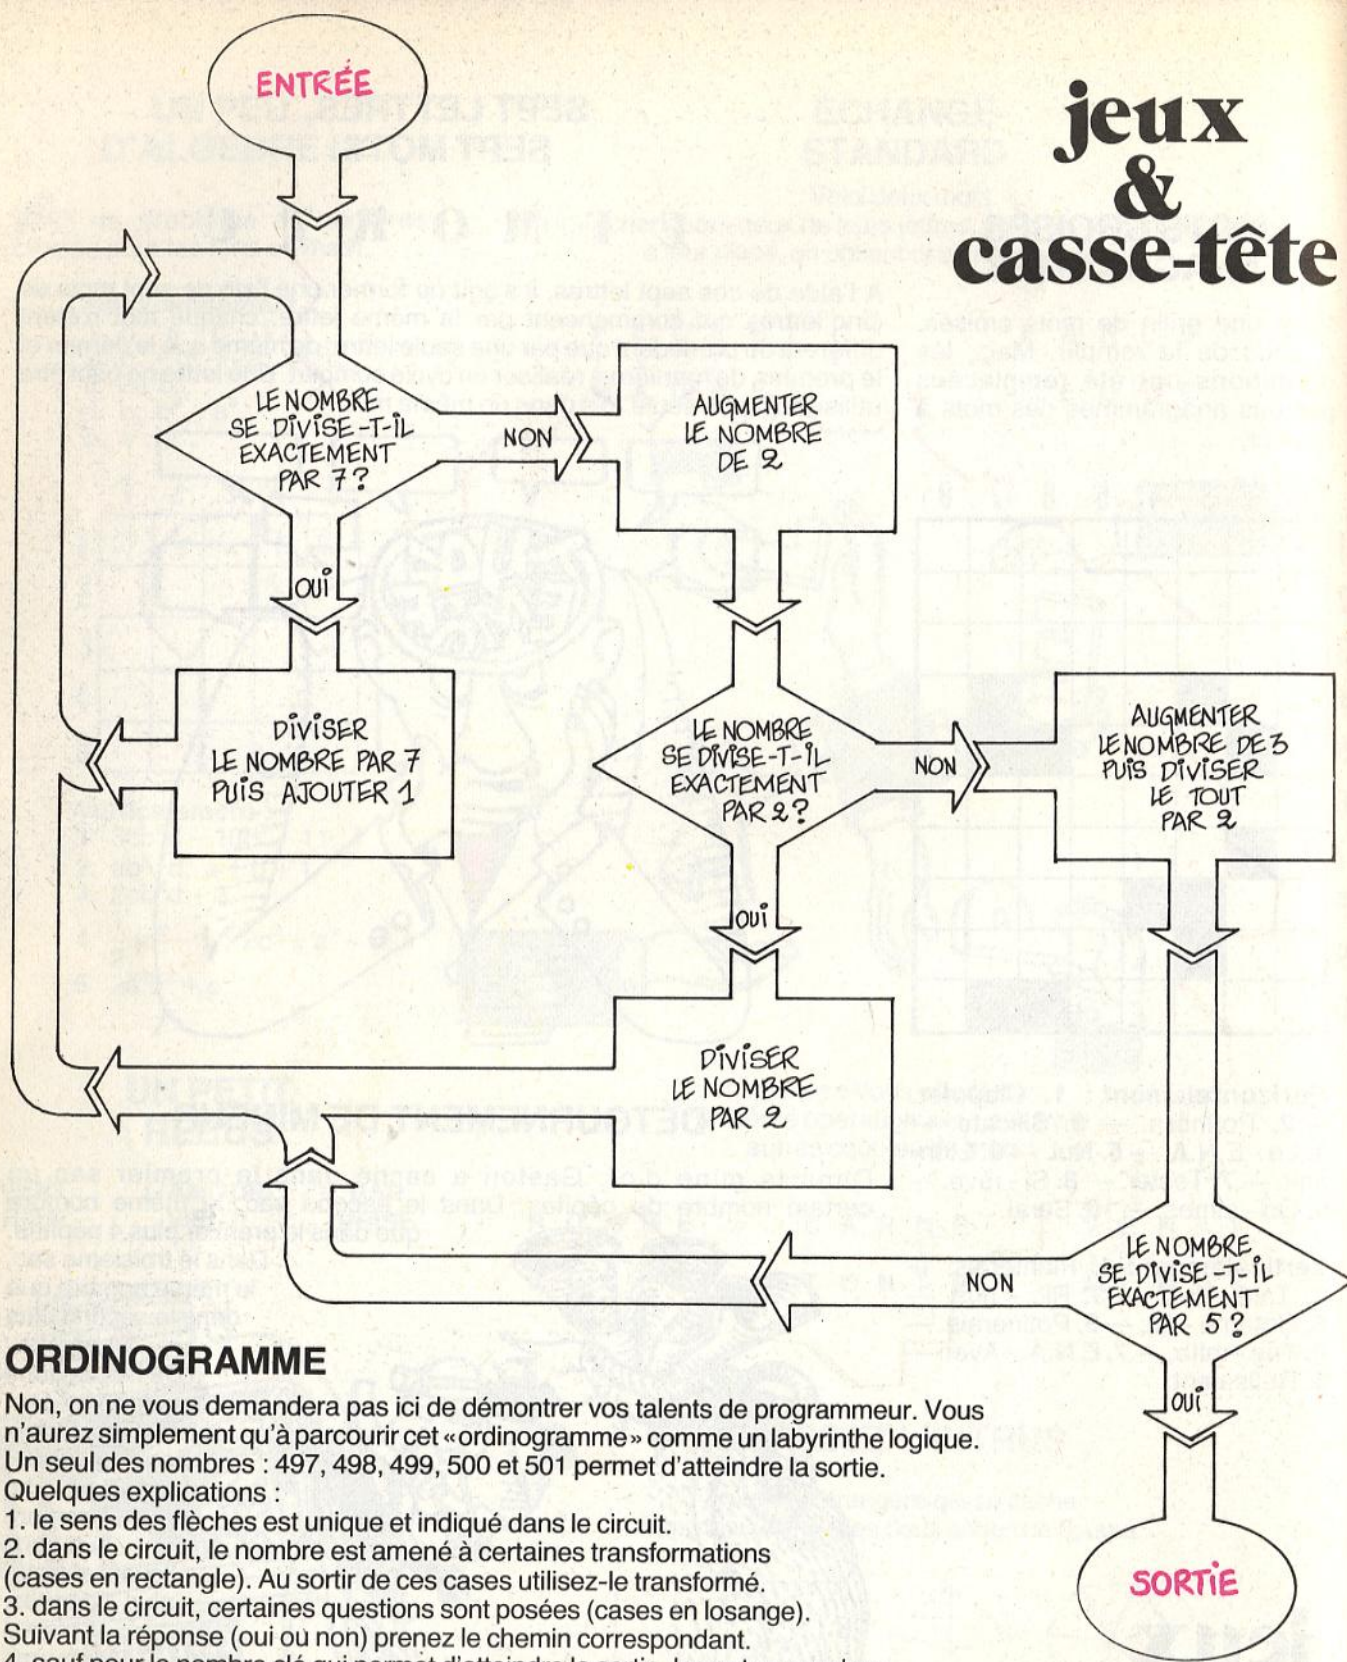 ENTRÉE
jeux
&
casse-tête
LE NOMBRE
SE DIVISE-T-IL
EXACTEMENT
PAR 7?
NON
AUGMENTER
LE NOMBRE
DE 2
OUI
DIVISER
LE NOMBRE PAR 7
PUIS AJOUTER 1
LE NOMBRE
SE DIVISE-T-IL
EXACTEMENT
PAR 2?
NON
AUGMENTER
LE NOMBRE DE 3
PUIS DIVISER
LE TOUT
PAR 2
OUI
DIVISER
LE NOMBRE
PAR 2
LE NOMBRE
SE DIVISE-T-IL
EXACTEMENT
PAR 5?
NON
OUI
SORTIE
ORDINOGRAMME
Non, on ne vous demandera pas ici de démontrer vos talents de programmeur. Vous
n'aurez simplement qu'à parcourir cet «ordinogramme» comme un labyrinthe logique.
Un seul des nombres : 497, 498, 499, 500 et 501 permet d'atteindre la sortie.
Quelques explications :
1. le sens des flèches est unique et indiqué dans le circuit.
2. dans le circuit, le nombre est amené à certaines transformations
(cases en rectangle). Au sortir de ces cases utilisez-le transformé.
3. dans le circuit, certaines questions sont posées (cases en losange).
Suivant la réponse (oui ou non) prenez le chemin correspondant.